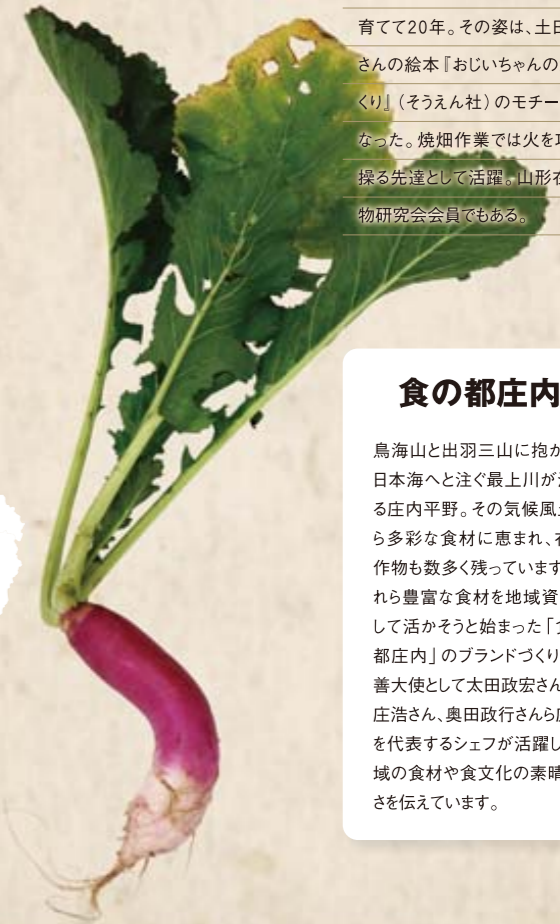 育てて20年。その姿は、土日
さんの絵本『おじいちゃんの
くり』（そうえん社）のモチー
なった。焼畑作業では火を
操る先達として活躍。山形在
物研究会会員でもある。
食の都庄内
鳥海山と出羽三山に抱か
日本海へと注ぐ最上川が
る庄内平野。その気候風土
ら多彩な食材に恵まれ、在
作物も数多く残っています
れら豊富な食材を地域資
して活かそうと始まった「
都庄内」のブランドづくり
善大使として太田政宏さん
庄浩さん、奥田政行さんら
を代表するシェフが活躍し
域の食材や食文化の素晴
さを伝えています。